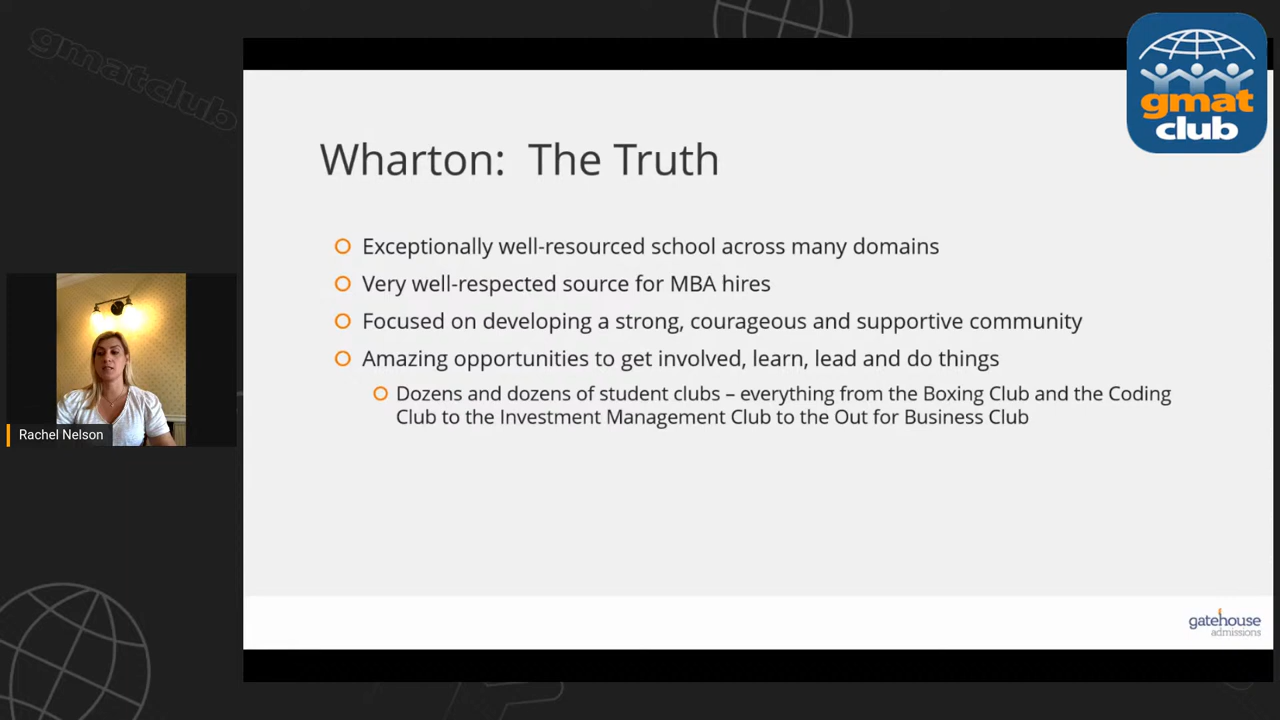 gmatclub
gmat
club
Wharton: The Truth
Exceptionally well-resourced school across many domains
Very well-respected source for MBA hires
Focused on developing a strong, courageous and supportive community
Amazing opportunities to get involved, learn, lead and do things
Dozens and dozens of student clubs – everything from the Boxing Club and the Coding
Club to the Investment Management Club to the Out for Business Club
Rachel Nelson
gatehouse
admissions